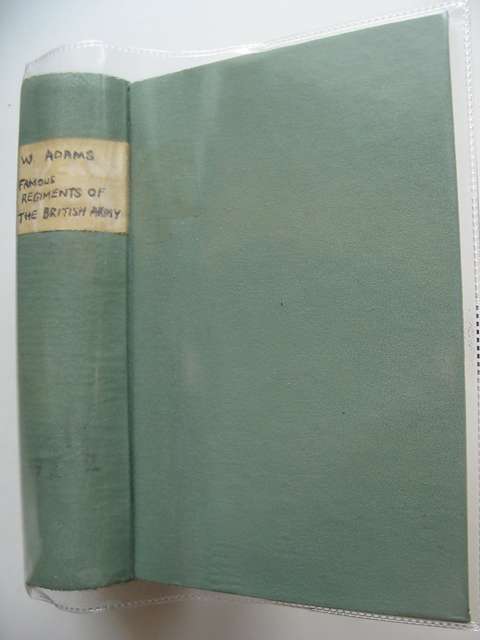 W. ADAMS
FAMOUS
REGIMENTS OF
THE BRITISH ARMY